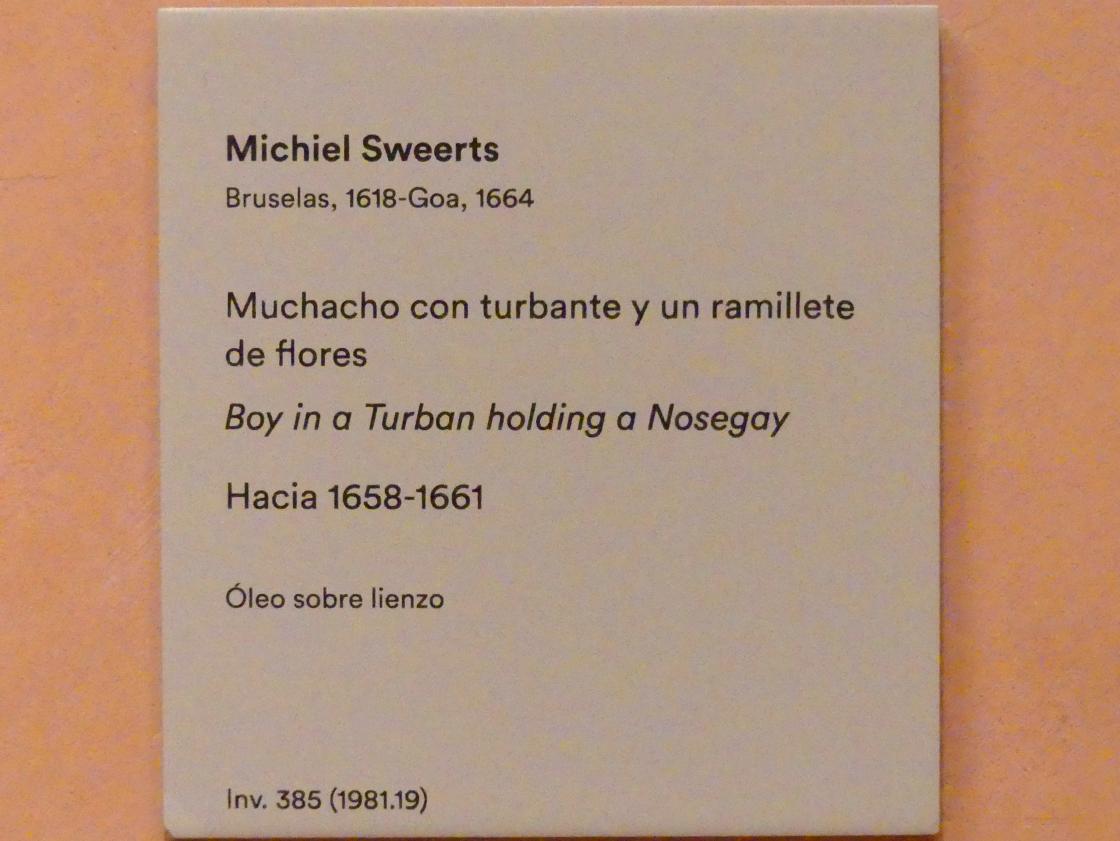 Michiel Sweerts
Bruselas, 1618-Goa, 1664
Muchacho con turbante y un ramillete
de flores
Boy in a Turban holding a Nosegay
Hacia 1658-1661
Óleo sobre lienzo
Inv. 385 (1981.19)